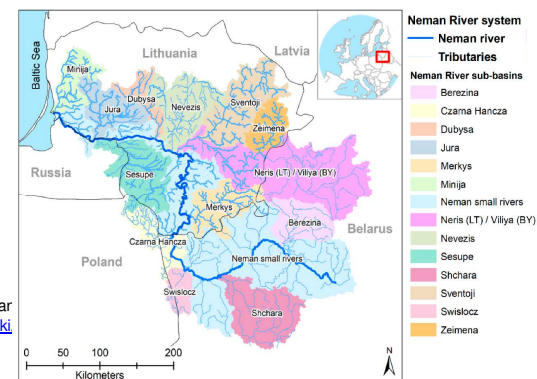 Lithuania
Latvia
Baltic Sea
Minija
Dubysa
Jura
Nevezis
Sventoji
Zeimena
Russia
Sesupe
Neris (LT) / Viliya (BY)
Merkys
Berezina
Belarus
Czarna Hancza
Poland
Neman small rivers
Swislocz
Shchara
ar
ki
0 50 100 200
Kilometers
N
Neman River system
Neman river
Tributaries
Neman River sub-basins
Berezina
Czarna Hancza
Dubysa
Jura
Merkys
Minija
Neman small rivers
Neris (LT) / Viliya (BY)
Nevezis
Sesupe
Shchara
Sventoji
Swislocz
Zeimena